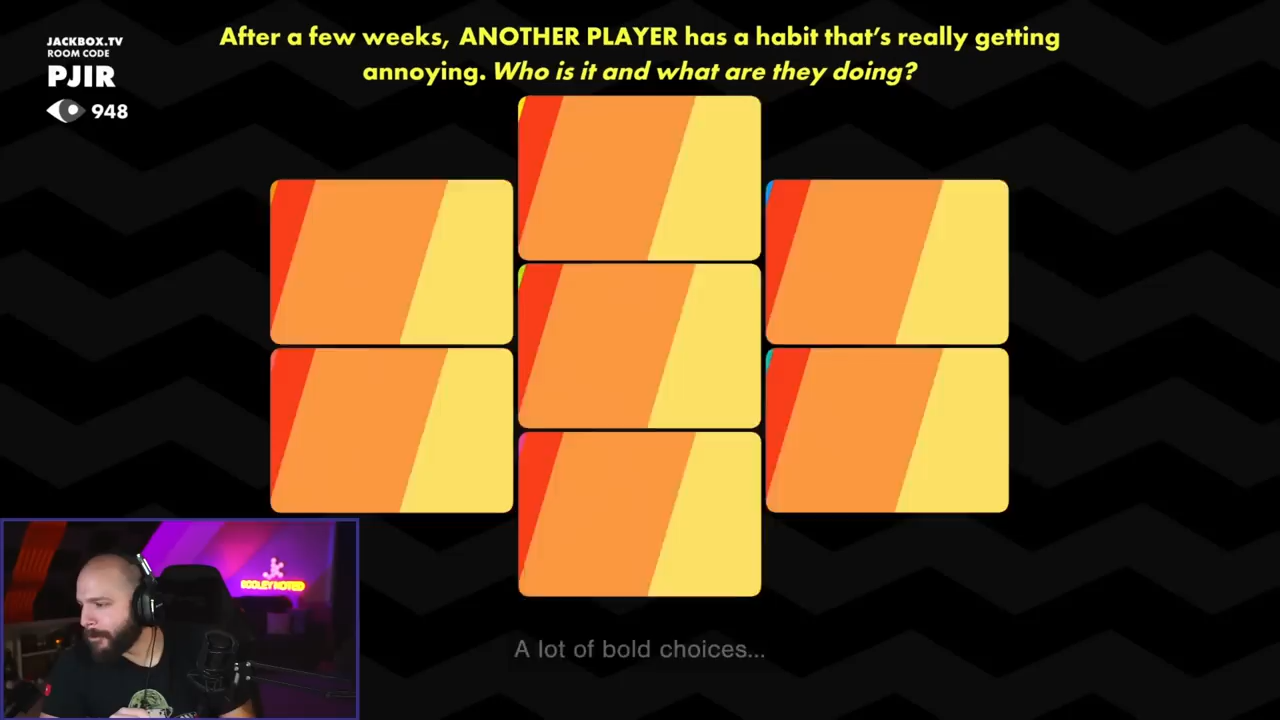 JACKBOX.TV
ROOM CODE
PJIR
948
After a few weeks, ANOTHER PLAYER has a habit that's really getting
annoying. Who is it and what are they doing?
A lot of bold choices...